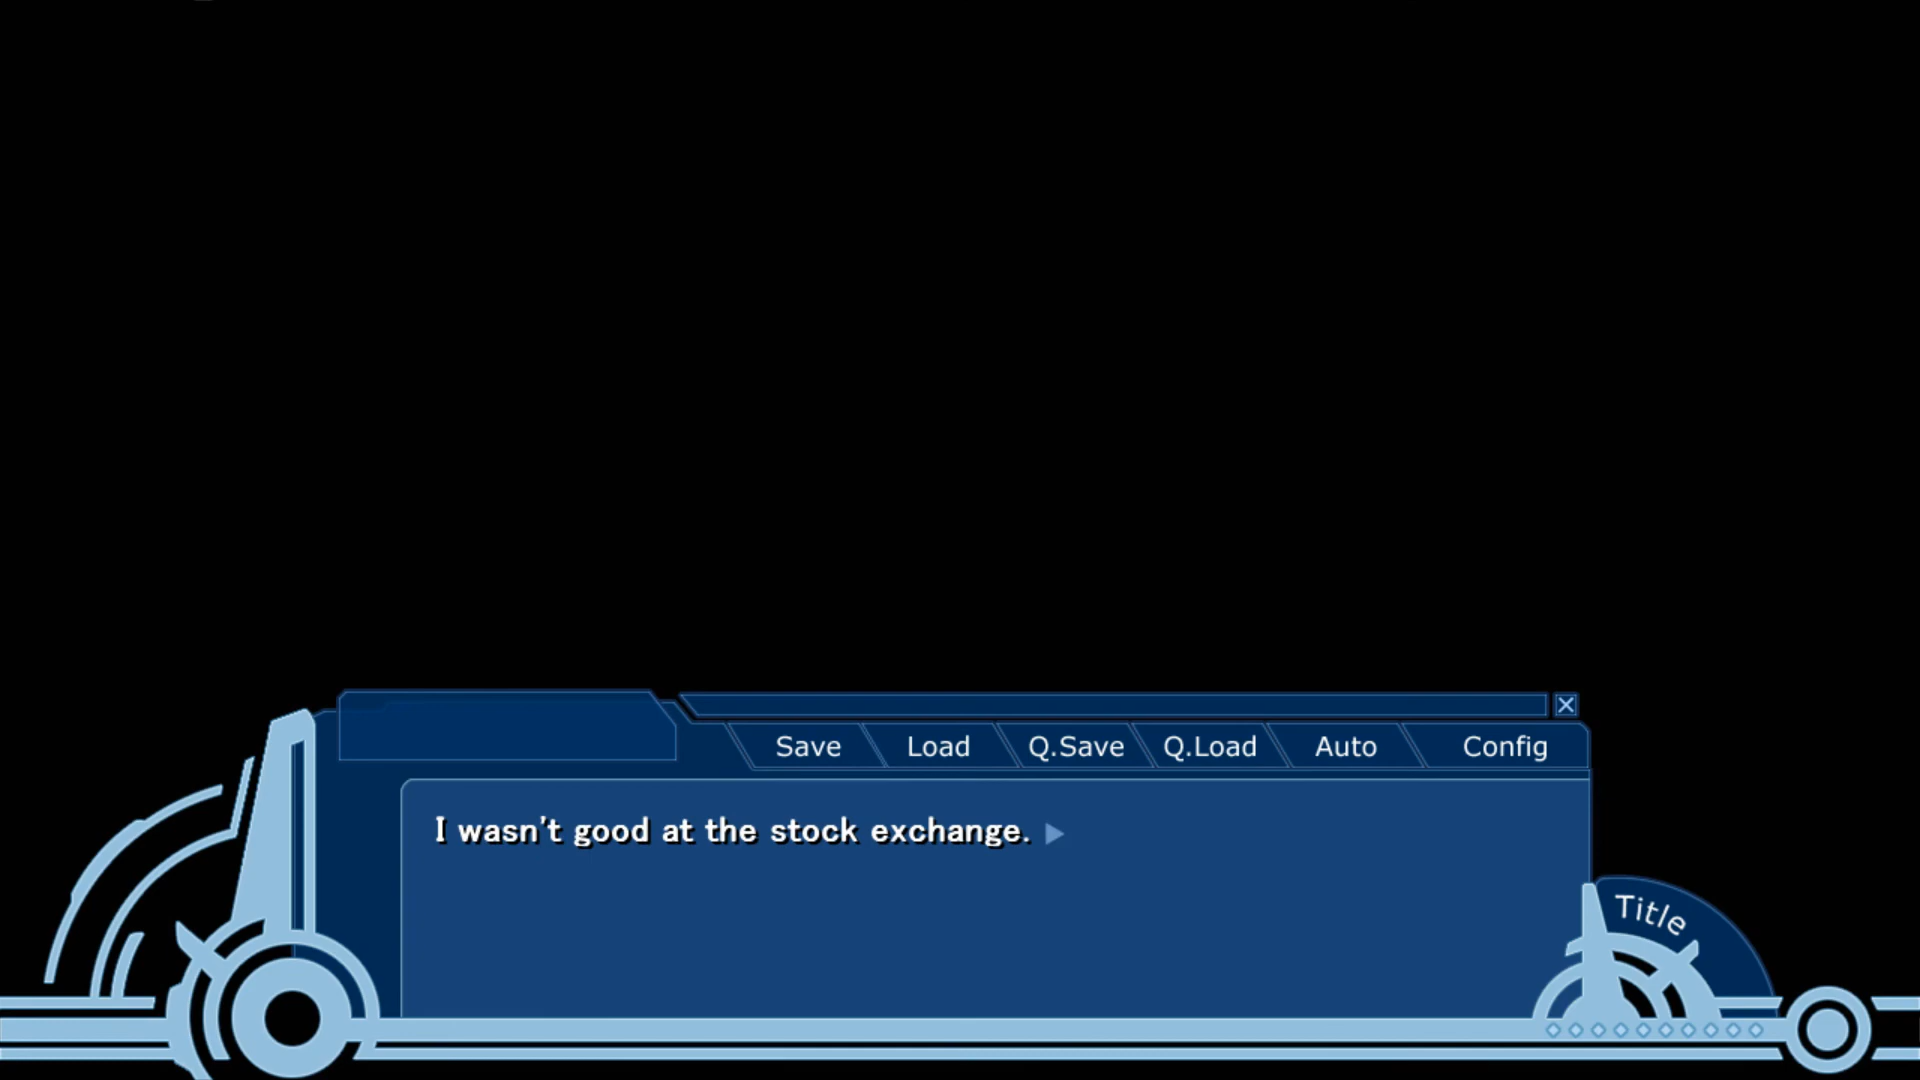 Save Load Q.Save Q.Load Auto Config
I wasn't good at the stock exchange.
Title